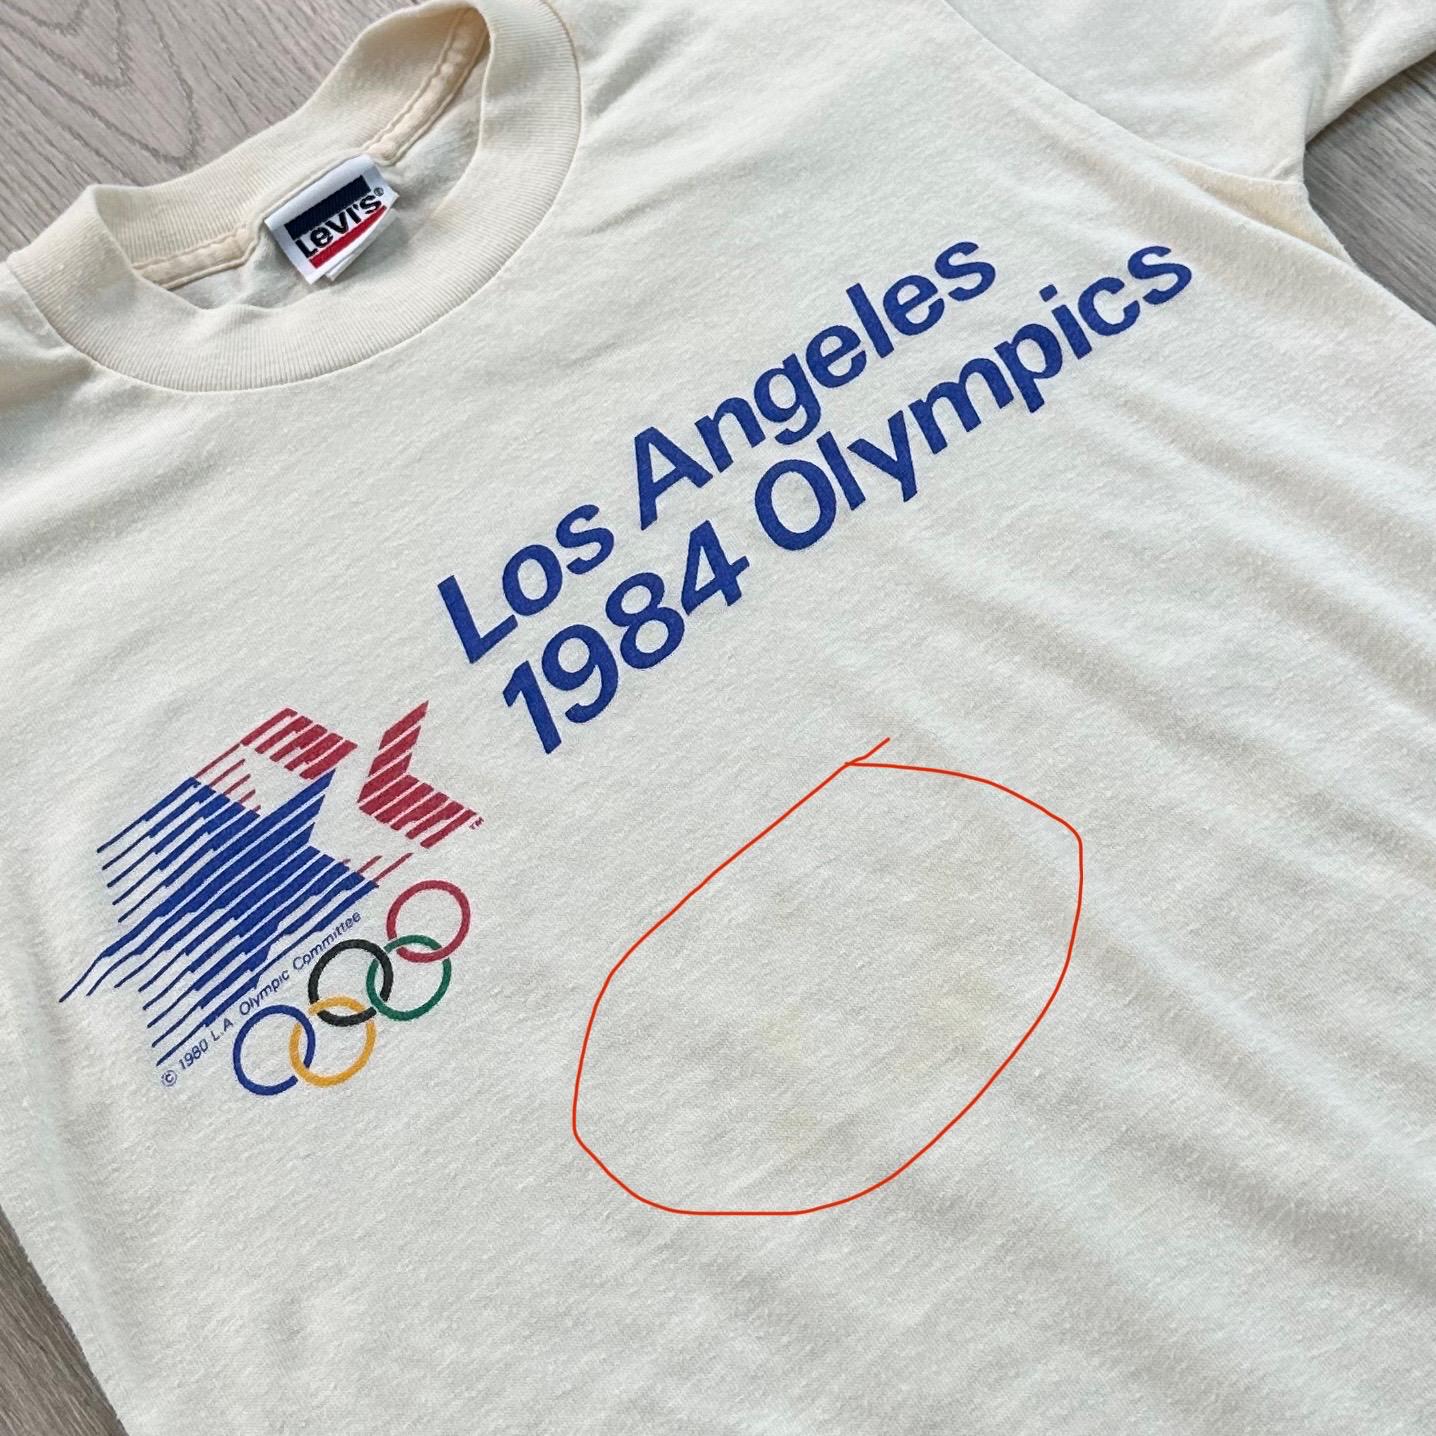 Levi's®
Los Angeles
1984 Olympics
™
© 1980 L.A. Olympic Committee